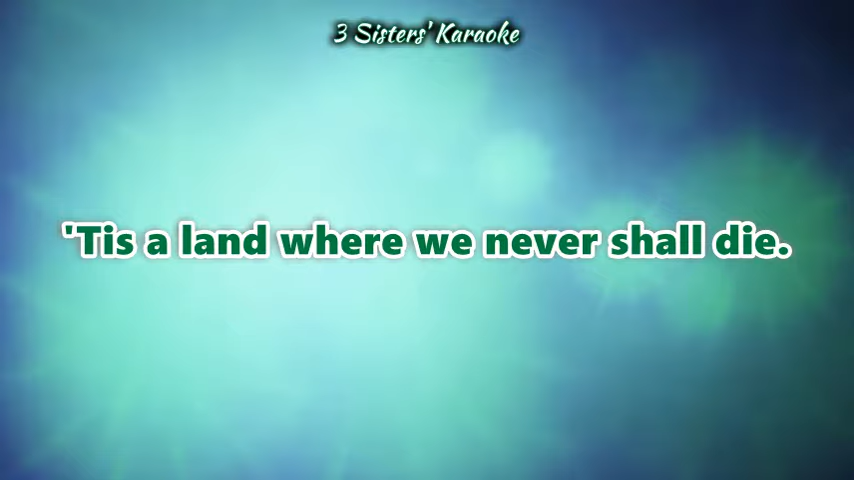 3 Sisters' Karaoke
'Tis a land where we never shall die.